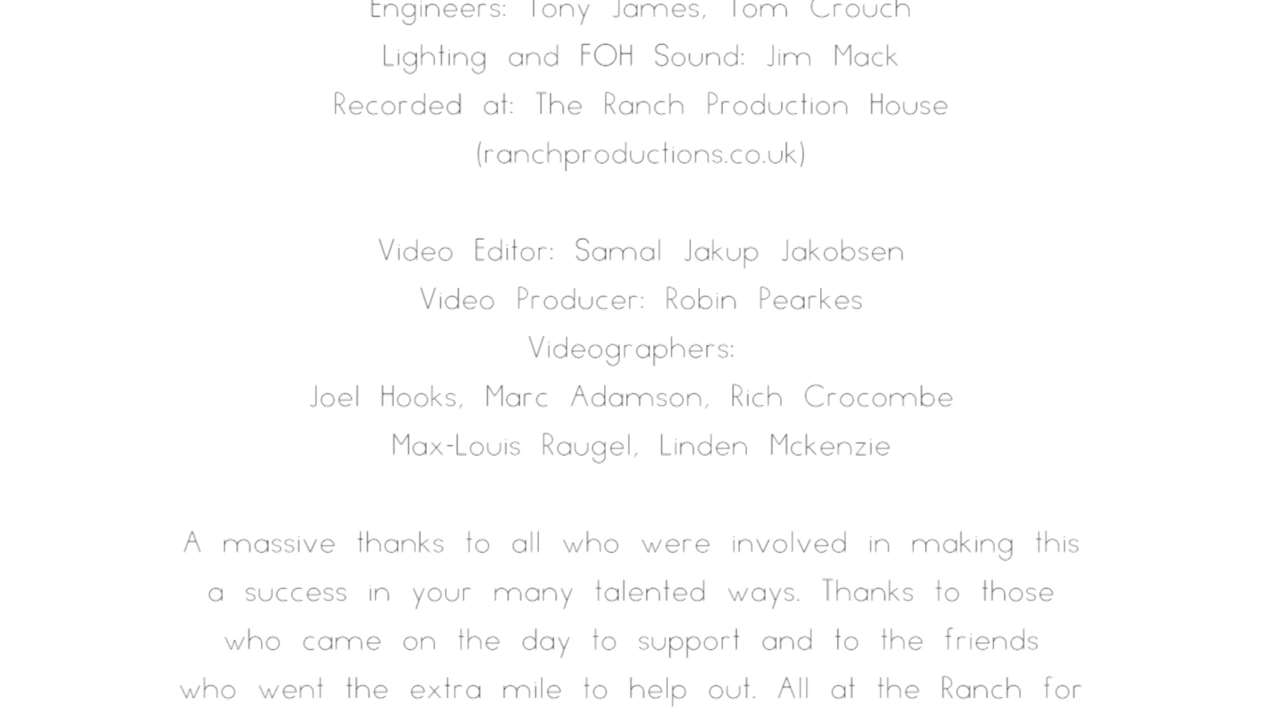 Engineers: Tony James, Tom Crouch
Lighting and FOH Sound: Jim Mack
Recorded at: The Ranch Production House
(ranchproductions.co.uk)
Video Editor: Samal Jakup Jakobsen
Video Producer: Robin Pearkes
Videographers:
Joel Hooks, Marc Adamson, Rich Crocombe
Max-Louis Raugel, Linden Mckenzie
A massive thanks to all who were involved in making this
a success in your many talented ways. Thanks to those
who came on the day to support and to the friends
who went the extra mile to help out. All at the Ranch for